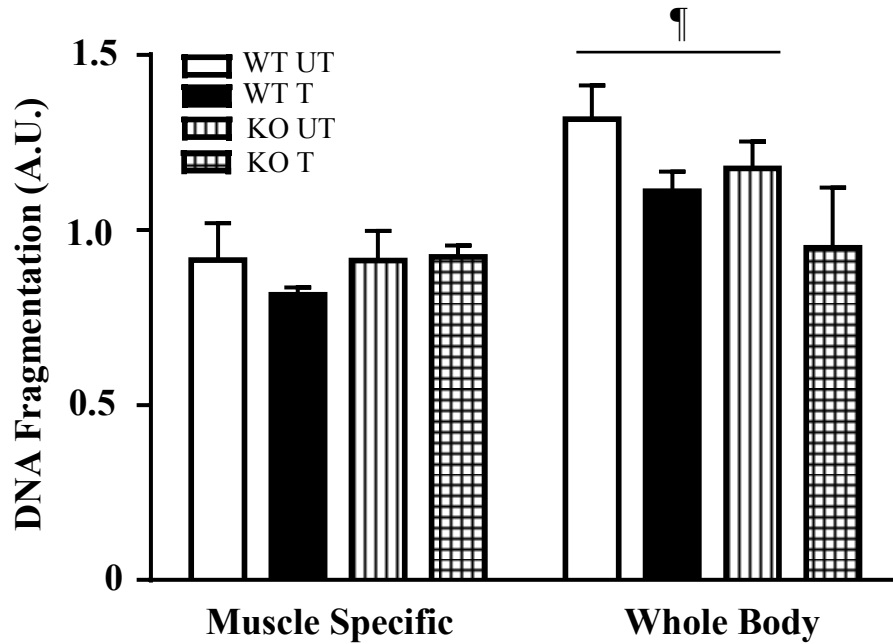 ¶
1.5
WT UT
WT T
KO UT
KO T
1.0
0.5
0
DNA Fragmentation (A.U.)
Muscle Specific
Whole Body